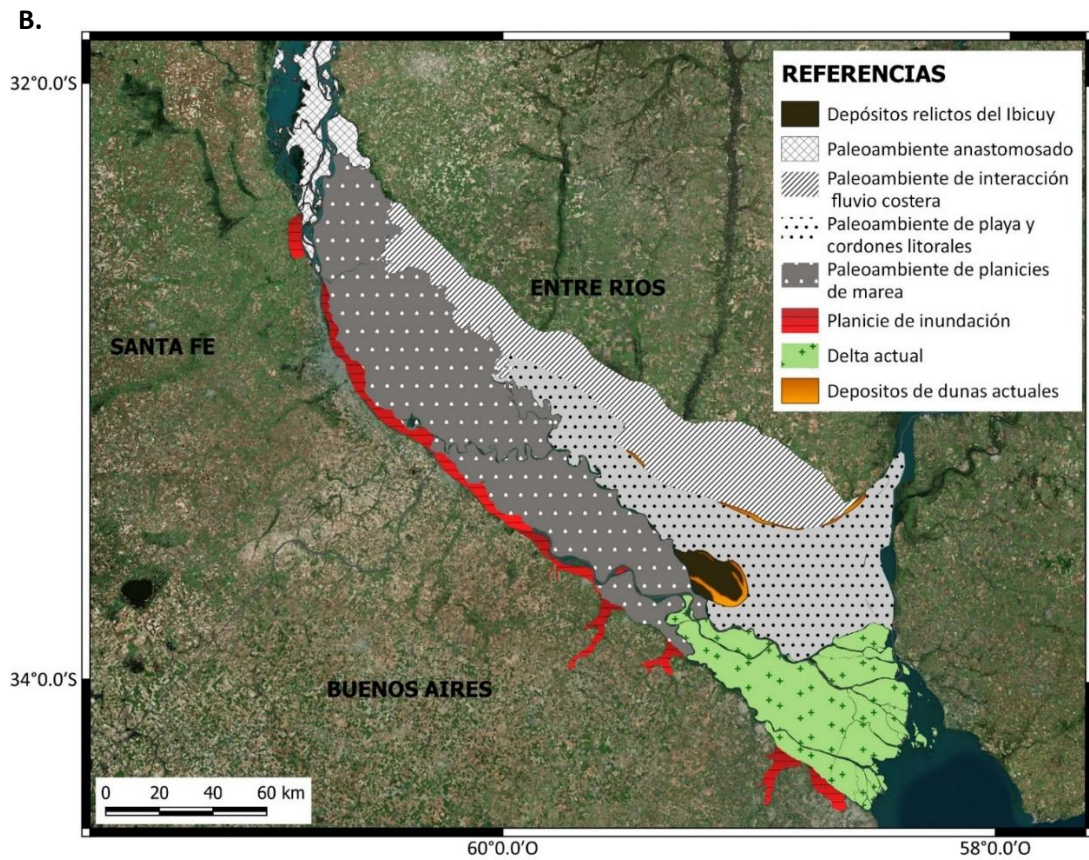 B.
32°0.0'S
REFERENCIAS
Depósitos relictos del Ibicuy
Paleoambiente anastomosado
Paleoambiente de interacción
fluvio costera
Paleoambiente de playa y
cordones litorales
Paleoambiente de planicies
de marea
Planicie de inundación
Delta actual
Depositos de dunas actuales
ENTRE RIOS
SANTA FE
34°0.0'S
BUENOS AIRES
0 20 40 60 km
60°0.0'O
58°0.0'O